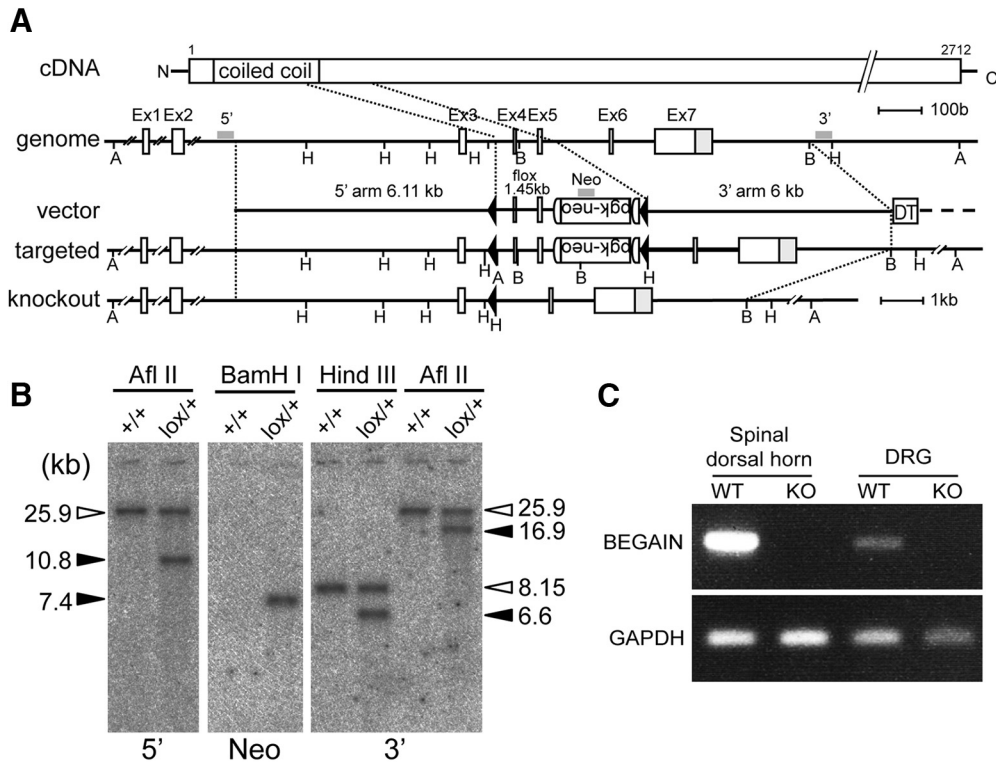 A
1 2712
cDNA N coiled coil C
100b
Ex1 Ex2 5' Ex3 Ex4 Ex5 Ex6 Ex7 3'
genome
A H H H H B B H A
flox
5' arm 6.11 kb 1.45kb Neo 3' arm 6 kb
vector pgk-neo DT
targeted pgk-neo
A H H H H A B B H B H A
knockout 1kb
A H H H H H B H A
B
Afl II BamH I Hind III Afl II
+/+ lox/+ +/+ lox/+ +/+ lox/+ +/+ lox/+
(kb)
25.9 25.9
16.9
10.8
8.15
7.4
6.6
5' Neo 3'
C
Spinal
dorsal horn DRG
WT KO WT KO
BEGAIN
GAPDH